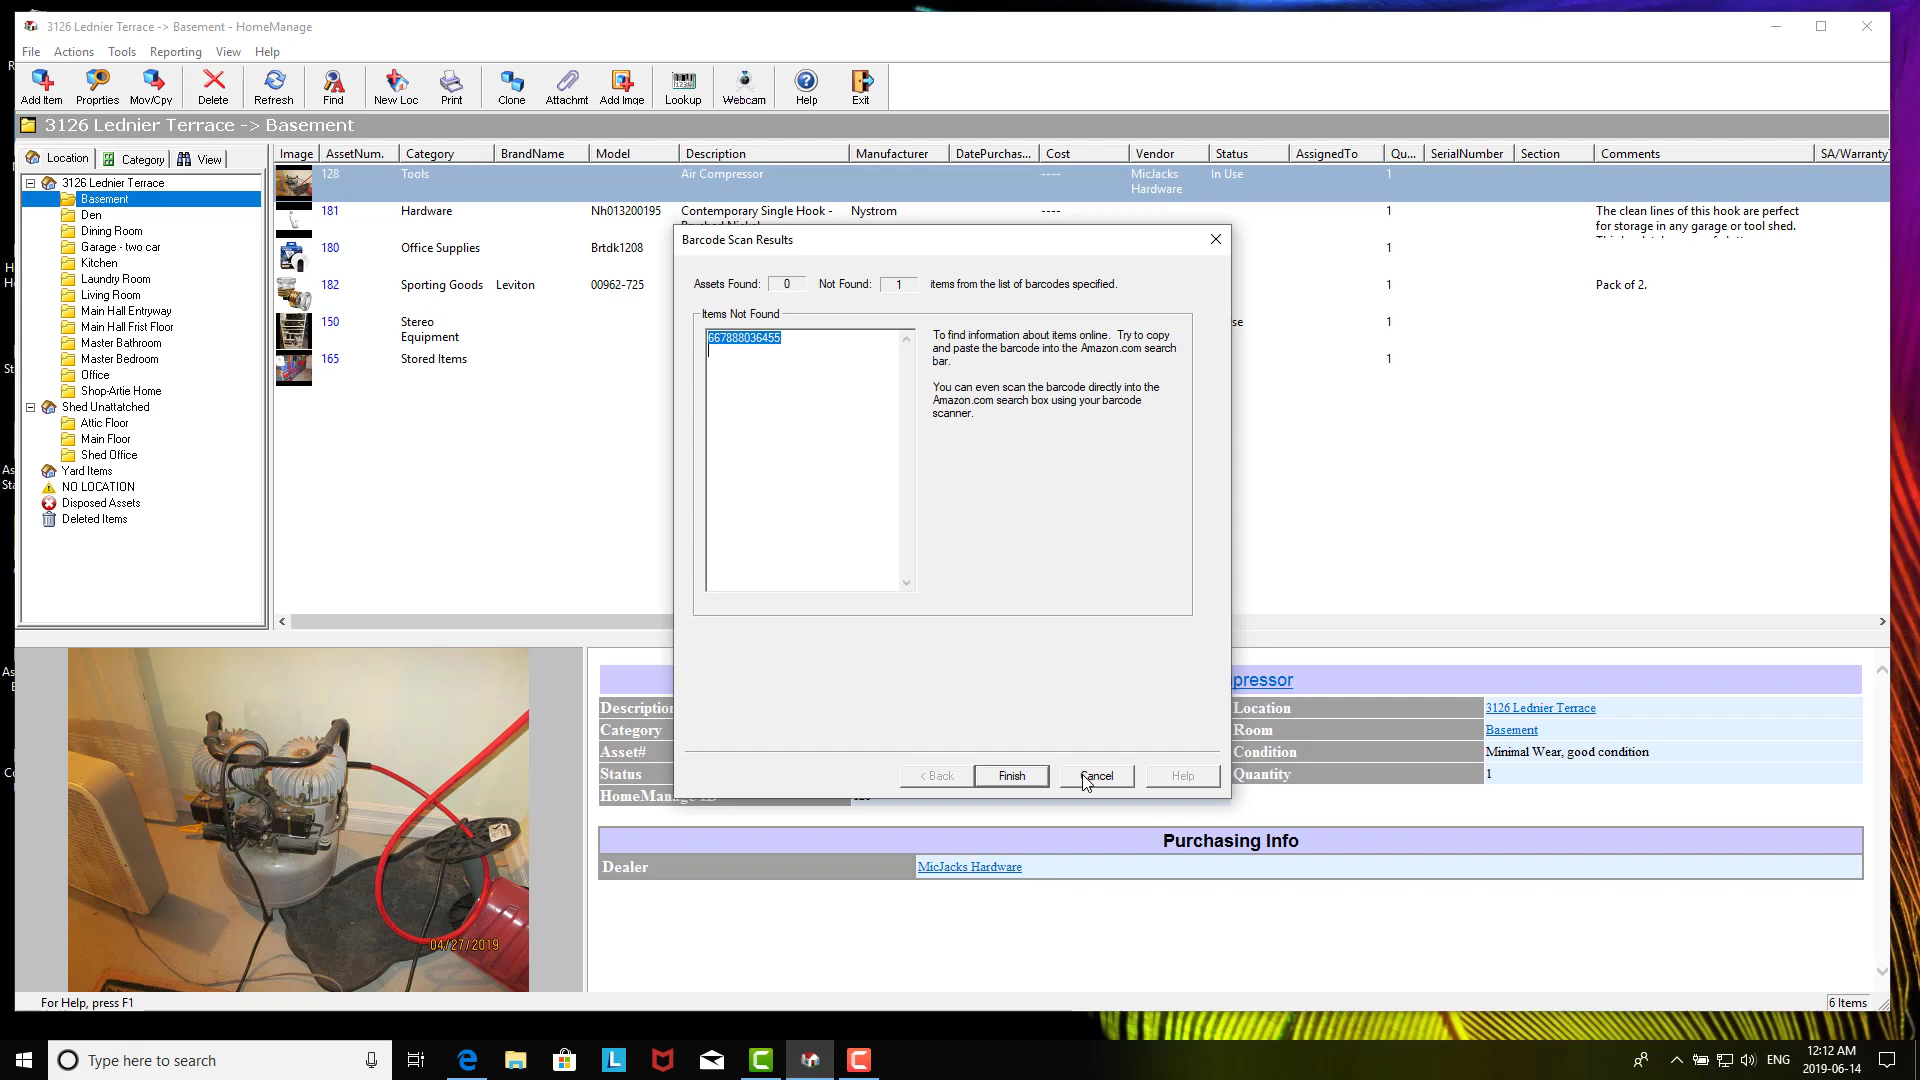 3126 Lednier Terrace -> Basement - HomeManage
File Actions Tools Reporting View Help
Add Item Proprties Mov/Cpy Delete Refresh Find New Loc Print Clone Attachmt Add Imge Lookup Webcam Help Exit
3126 Lednier Terrace -> Basement
Location Category View
Image AssetNum. Category BrandName Model Description Manufacturer DatePurchas... Cost Vendor Status AssignedTo Qu... SerialNumber Section Comments SA/Warranty
128 Tools Air Compressor ---- MicJacks Hardware In Use 1
181 Hardware Nh013200195 Contemporary Single Hook - Nystrom ---- 1 The clean lines of this hook are perfect
for storage in any garage or tool shed.
180 Office Supplies Brtdk1208 1
182 Sporting Goods Leviton 00962-725 1 Pack of 2.
150 Stereo Equipment 1
165 Stored Items 1
3126 Lednier Terrace
Basement
Den
Dining Room
Garage - two car
Kitchen
Laundry Room
Living Room
Main Hall Entryway
Main Hall Frist Floor
Master Bathroom
Master Bedroom
Office
Shop-Artie Home
Shed Unattatched
Attic Floor
Main Floor
Shed Office
Yard Items
NO LOCATION
Disposed Assets
Deleted Items
Barcode Scan Results
Assets Found: 0 Not Found: 1 items from the list of barcodes specified.
Items Not Found
667888036455
To find information about items online. Try to copy
and paste the barcode into the Amazon.com search
bar.
You can even scan the barcode directly into the
Amazon.com search box using your barcode
scanner.
< Back Finish Cancel Help
04/27/2019
pressor
Description Location 3126 Lednier Terrace
Category Room Basement
Asset# Condition Minimal Wear, good condition
Status Quantity 1
HomeManage ID
Purchasing Info
Dealer MicJacks Hardware
For Help, press F1
6 Items
Type here to search
ENG
12:12 AM
2019-06-14